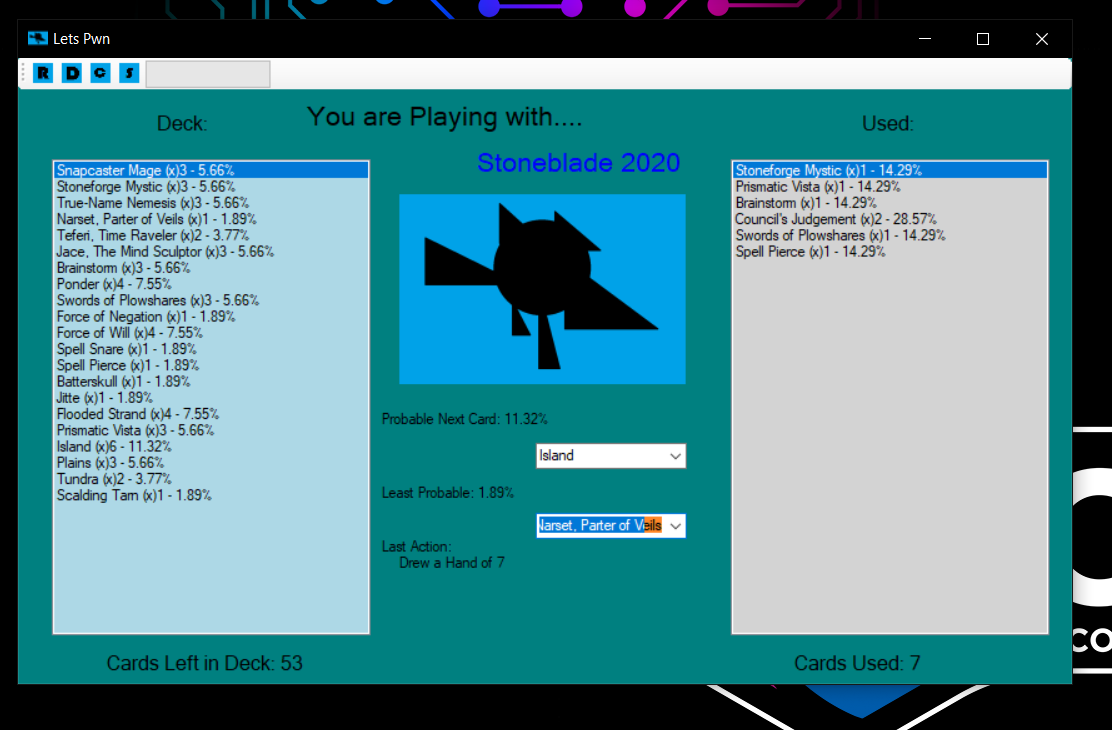 Lets Pwn
R D C S
Deck:
You are Playing with....
Used:
Stoneblade 2020
Snapcaster Mage (x)3 - 5.66%
Stoneforge Mystic (x)3 - 5.66%
True-Name Nemesis (x)3 - 5.66%
Narset, Parter of Veils (x)1 - 1.89%
Teferi, Time Raveler (x)2 - 3.77%
Jace, The Mind Sculptor (x)3 - 5.66%
Brainstorm (x)3 - 5.66%
Ponder (x)4 - 7.55%
Swords of Plowshares (x)3 - 5.66%
Force of Negation (x)1 - 1.89%
Force of Will (x)4 - 7.55%
Spell Snare (x)1 - 1.89%
Spell Pierce (x)1 - 1.89%
Batterskull (x)1 - 1.89%
Jitte (x)1 - 1.89%
Flooded Strand (x)4 - 7.55%
Prismatic Vista (x)3 - 5.66%
Island (x)6 - 11.32%
Plains (x)3 - 5.66%
Tundra (x)2 - 3.77%
Scalding Tarn (x)1 - 1.89%
Probable Next Card: 11.32%
Island
Least Probable: 1.89%
Narset, Parter of Veils
Last Action:
Drew a Hand of 7
Stoneforge Mystic (x)1 - 14.29%
Prismatic Vista (x)1 - 14.29%
Brainstorm (x)1 - 14.29%
Council's Judgement (x)2 - 28.57%
Swords of Plowshares (x)1 - 14.29%
Spell Pierce (x)1 - 14.29%
Cards Left in Deck: 53
Cards Used: 7